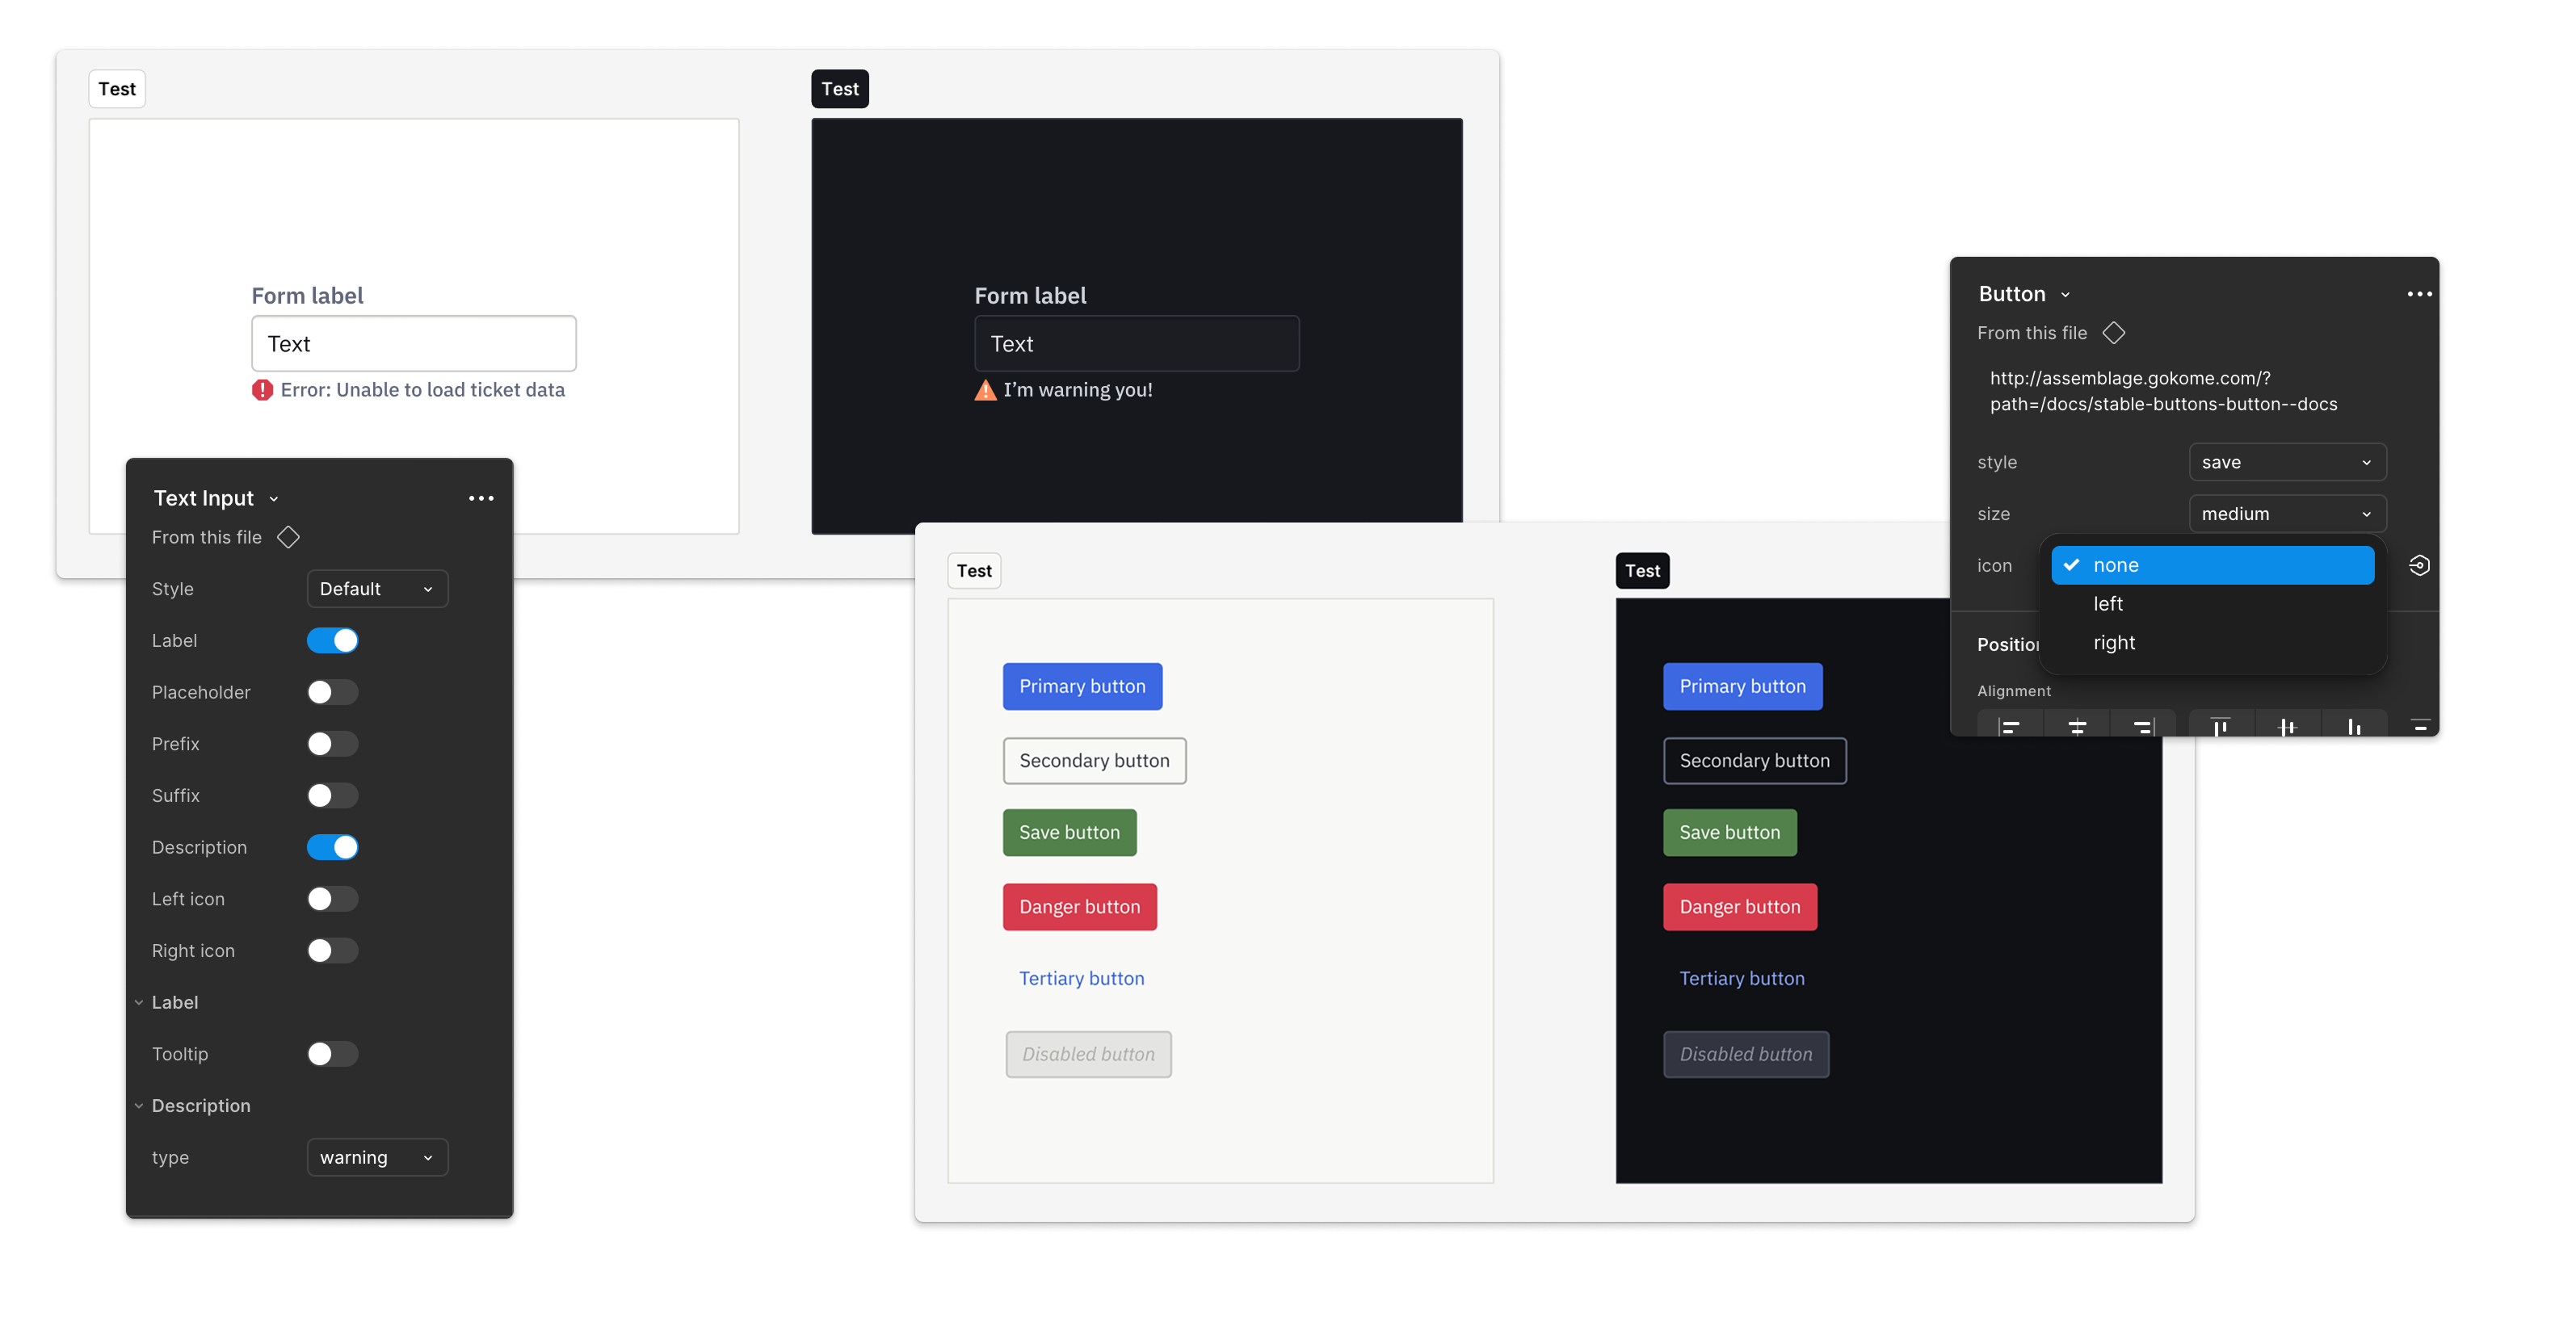 Test
Test
Form label
Text
Error: Unable to load ticket data
Form label
Text
I’m warning you!
Text Input
From this file
Style
Default
Label
Placeholder
Prefix
Suffix
Description
Left icon
Right icon
Label
Tooltip
Description
type
warning
Test
Primary button
Secondary button
Save button
Danger button
Tertiary button
Disabled button
Test
Primary button
Secondary button
Save button
Danger button
Tertiary button
Disabled button
Button
From this file
http://assemblage.gokome.com/?
path=/docs/stable-buttons-button--docs
style
save
size
medium
icon
none
left
right
Position
Alignment